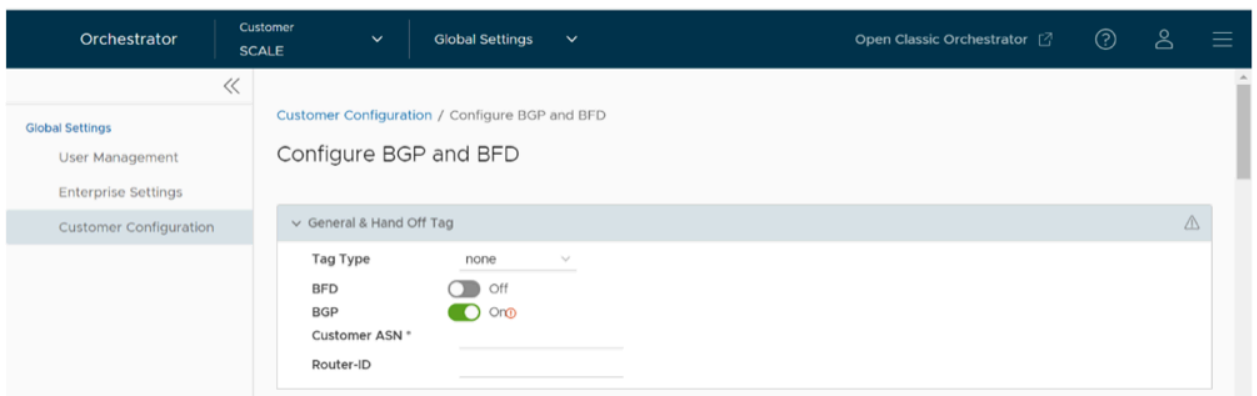 Orchestrator
Customer
SCALE
Global Settings
Open Classic Orchestrator
Global Settings
User Management
Enterprise Settings
Customer Configuration
Customer Configuration / Configure BGP and BFD
Configure BGP and BFD
General & Hand Off Tag
Tag Type none
BFD Off
BGP On
Customer ASN *
Router-ID